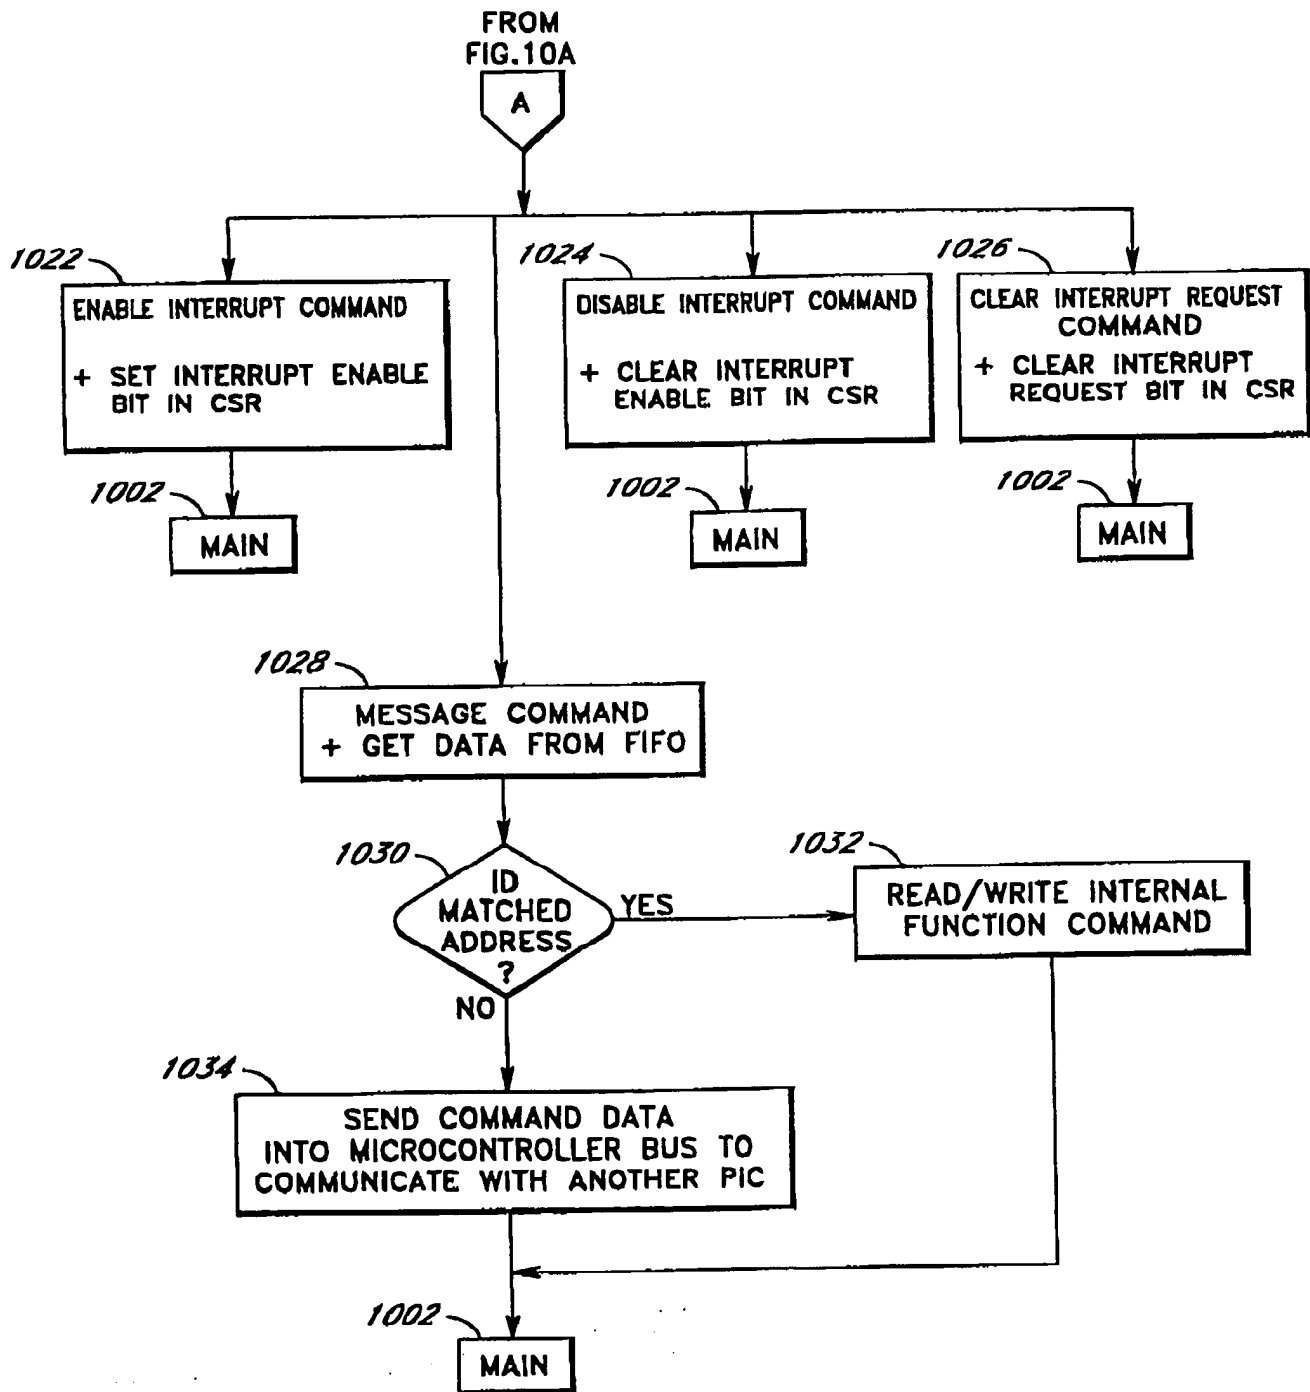 FROM
FIG.10A
A
1022
ENABLE INTERRUPT COMMAND
+ SET INTERRUPT ENABLE
BIT IN CSR
1002
MAIN
1024
DISABLE INTERRUPT COMMAND
+ CLEAR INTERRUPT
ENABLE BIT IN CSR
1002
MAIN
1026
CLEAR INTERRUPT REQUEST
COMMAND
+ CLEAR INTERRUPT
REQUEST BIT IN CSR
1002
MAIN
1028
MESSAGE COMMAND
+ GET DATA FROM FIFO
1030
ID
MATCHED
ADDRESS
?
YES
NO
1032
READ/WRITE INTERNAL
FUNCTION COMMAND
1034
SEND COMMAND DATA
INTO MICROCONTROLLER BUS TO
COMMUNICATE WITH ANOTHER PIC
1002
MAIN